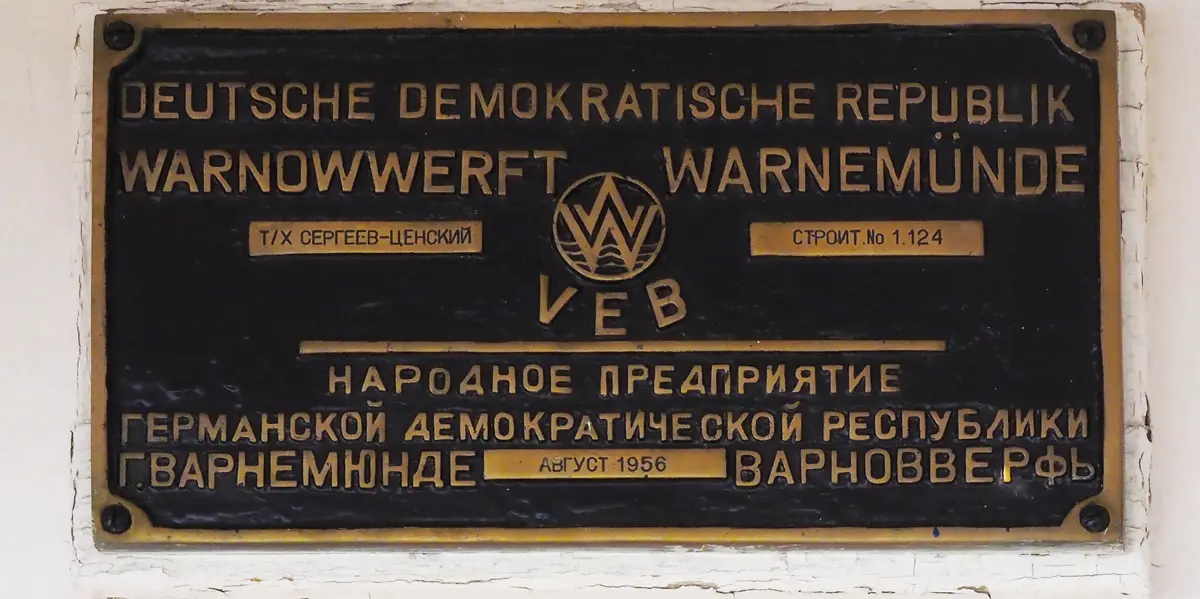 DEUTSCHE DEMOKRATISCHE REPUBLIK
WARNOWWERFT WARNEMÜNDE
Т/Х СЕРГЕЕВ-ЦЕНСКИЙ W СТРОИТ.№ 1.124
VEB
НАРОДНОЕ ПРЕДПРИЯТИЕ
ГЕРМАНСКОЙ ДЕМОКРАТИЧЕСКОЙ РЕСПУБЛИКИ
Г.ВАРНЕМЮНДЕ АВГУСТ 1956 ВАРНОВВЕРФЬ